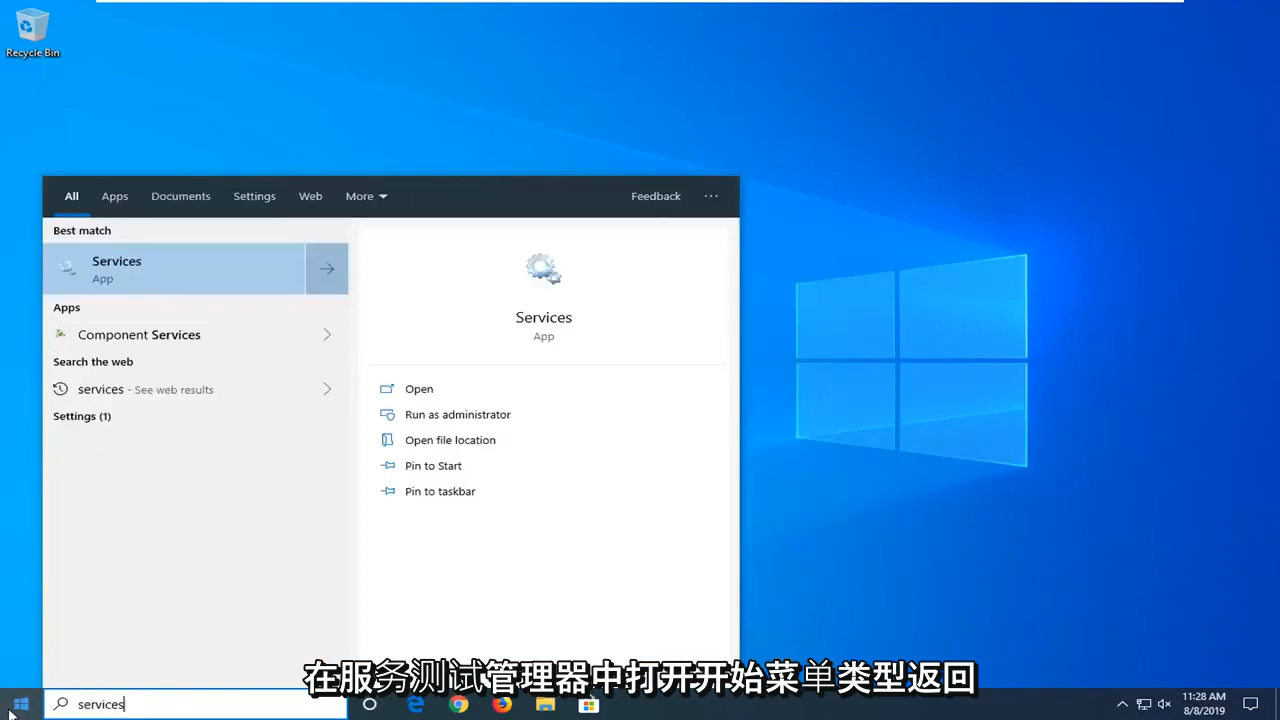 Recycle Bin
All Apps Documents Settings Web More Feedback ...
Best match
Services
App
Apps
Component Services
Search the web
services - See web results
Settings (1)
Services
App
Open
Run as administrator
Open file location
Pin to Start
Pin to taskbar
在服务测试管理器中打开开始菜单类型返回
services
11:28 AM
8/8/2019